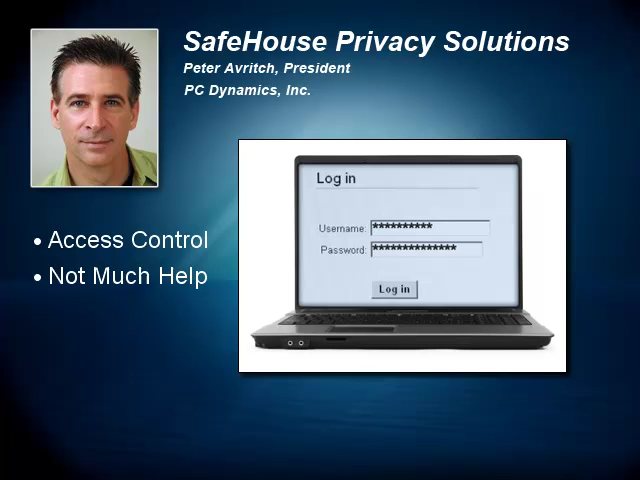 SafeHouse Privacy Solutions
Peter Avritch, President
PC Dynamics, Inc.
Log in
Username: **********
Password: **************
Log in
• Access Control
• Not Much Help